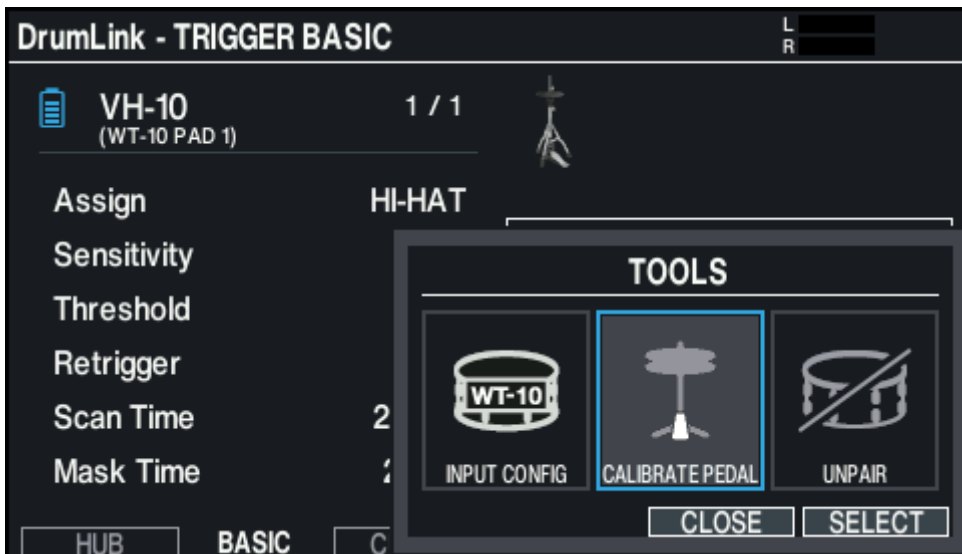 DrumLink - TRIGGER BASIC
L
R
VH-10
1 / 1
(WT-10 PAD 1)
Assign HI-HAT
Sensitivity
Threshold
Retrigger
Scan Time 2
Mask Time
TOOLS
WT-10
INPUT CONFIG
CALIBRATE PEDAL
UNPAIR
CLOSE
SELECT
HUB
BASIC
C